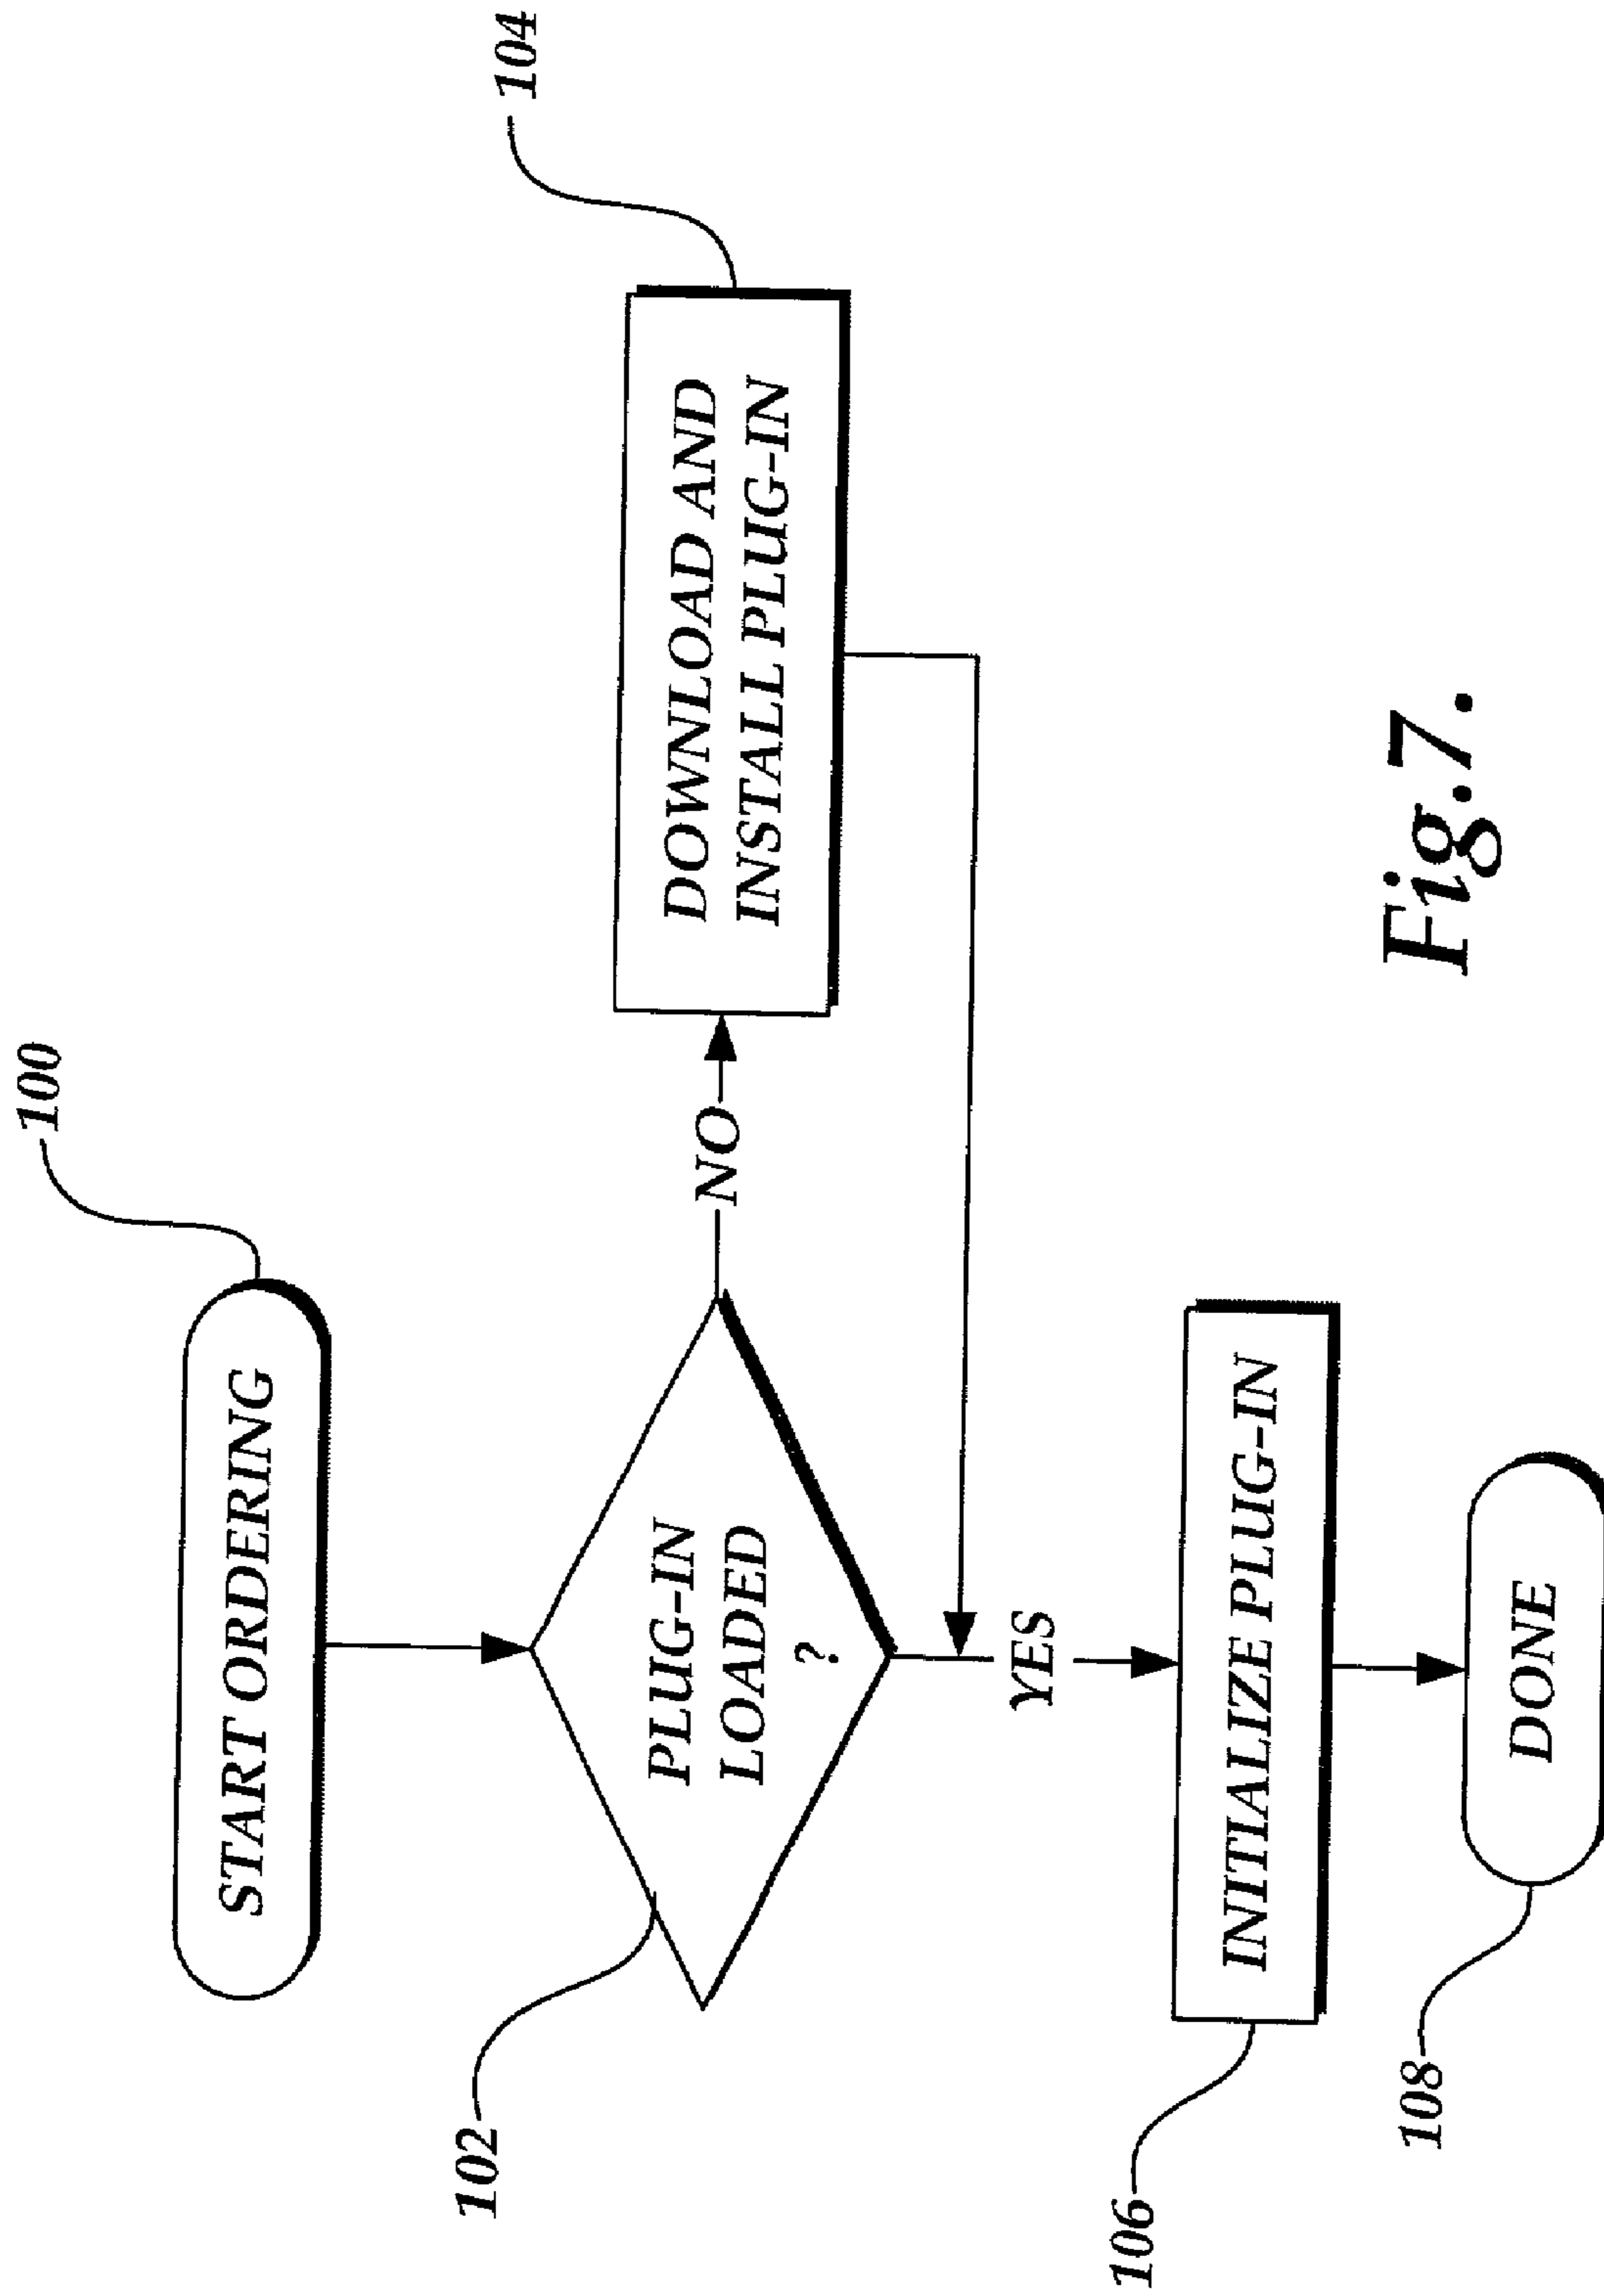 100
START ORDERING
102
PLUG-IN
LOADED
?
NO
104
DOWNLOAD AND
INSTALL PLUG-IN
YES
106
INITIALIZE PLUG-IN
108
DONE
Fig.7.